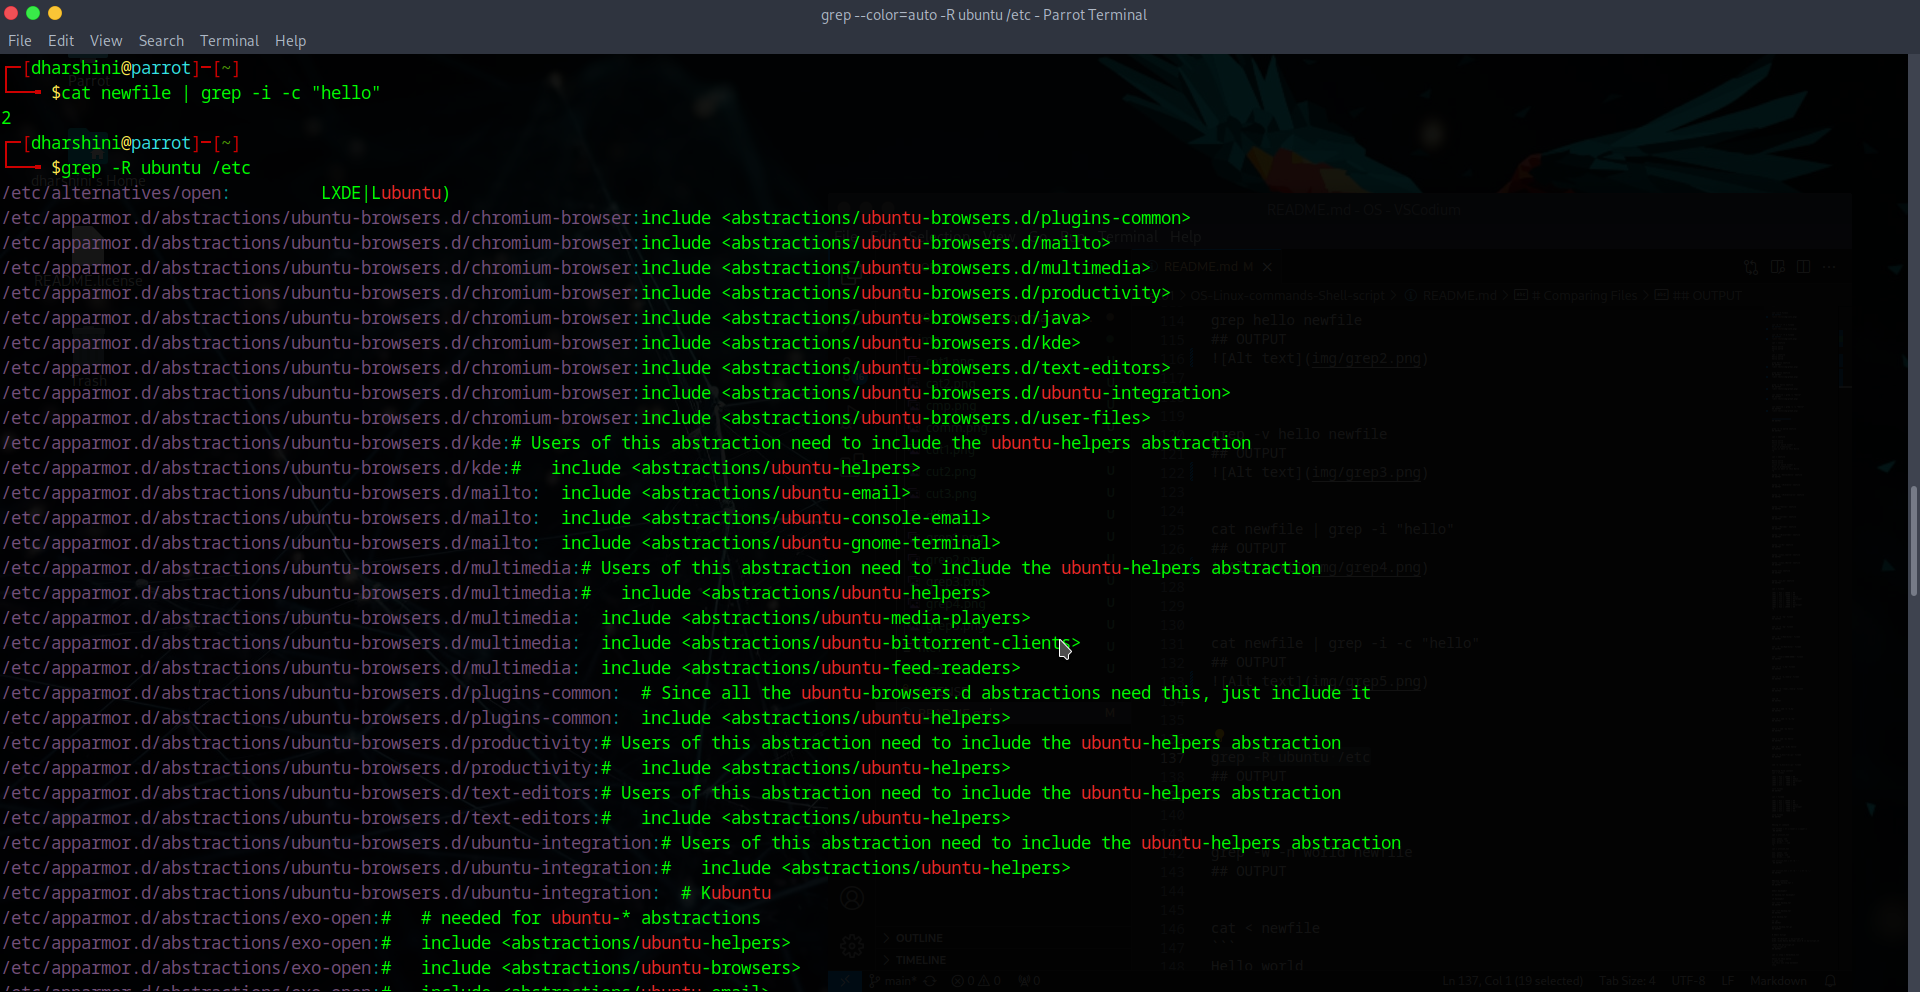 grep --color=auto -R ubuntu /etc - Parrot Terminal
File Edit View Search Terminal Help
[dharshini@parrot]─[~]
$cat newfile | grep -i -c "hello"
2
[dharshini@parrot]─[~]
$grep -R ubuntu /etc
/etc/alternatives/open:         LXDE|Lubuntu)
/etc/apparmor.d/abstractions/ubuntu-browsers.d/chromium-browser:include <abstractions/ubuntu-browsers.d/plugins-common>
/etc/apparmor.d/abstractions/ubuntu-browsers.d/chromium-browser:include <abstractions/ubuntu-browsers.d/mailto>
/etc/apparmor.d/abstractions/ubuntu-browsers.d/chromium-browser:include <abstractions/ubuntu-browsers.d/multimedia>
/etc/apparmor.d/abstractions/ubuntu-browsers.d/chromium-browser:include <abstractions/ubuntu-browsers.d/productivity>
/etc/apparmor.d/abstractions/ubuntu-browsers.d/chromium-browser:include <abstractions/ubuntu-browsers.d/java>
/etc/apparmor.d/abstractions/ubuntu-browsers.d/chromium-browser:include <abstractions/ubuntu-browsers.d/kde>
/etc/apparmor.d/abstractions/ubuntu-browsers.d/chromium-browser:include <abstractions/ubuntu-browsers.d/text-editors>
/etc/apparmor.d/abstractions/ubuntu-browsers.d/chromium-browser:include <abstractions/ubuntu-browsers.d/ubuntu-integration>
/etc/apparmor.d/abstractions/ubuntu-browsers.d/chromium-browser:include <abstractions/ubuntu-browsers.d/user-files>
/etc/apparmor.d/abstractions/ubuntu-browsers.d/kde:# Users of this abstraction need to include the ubuntu-helpers abstraction
/etc/apparmor.d/abstractions/ubuntu-browsers.d/kde:#   include <abstractions/ubuntu-helpers>
/etc/apparmor.d/abstractions/ubuntu-browsers.d/mailto:  include <abstractions/ubuntu-email>
/etc/apparmor.d/abstractions/ubuntu-browsers.d/mailto:  include <abstractions/ubuntu-console-email>
/etc/apparmor.d/abstractions/ubuntu-browsers.d/mailto:  include <abstractions/ubuntu-gnome-terminal>
/etc/apparmor.d/abstractions/ubuntu-browsers.d/multimedia:# Users of this abstraction need to include the ubuntu-helpers abstraction
/etc/apparmor.d/abstractions/ubuntu-browsers.d/multimedia:#   include <abstractions/ubuntu-helpers>
/etc/apparmor.d/abstractions/ubuntu-browsers.d/multimedia:  include <abstractions/ubuntu-media-players>
/etc/apparmor.d/abstractions/ubuntu-browsers.d/multimedia:  include <abstractions/ubuntu-bittorrent-clients>
/etc/apparmor.d/abstractions/ubuntu-browsers.d/multimedia:  include <abstractions/ubuntu-feed-readers>
/etc/apparmor.d/abstractions/ubuntu-browsers.d/plugins-common:  # Since all the ubuntu-browsers.d abstractions need this, just include it
/etc/apparmor.d/abstractions/ubuntu-browsers.d/plugins-common:  include <abstractions/ubuntu-helpers>
/etc/apparmor.d/abstractions/ubuntu-browsers.d/productivity:# Users of this abstraction need to include the ubuntu-helpers abstraction
/etc/apparmor.d/abstractions/ubuntu-browsers.d/productivity:#   include <abstractions/ubuntu-helpers>
/etc/apparmor.d/abstractions/ubuntu-browsers.d/text-editors:# Users of this abstraction need to include the ubuntu-helpers abstraction
/etc/apparmor.d/abstractions/ubuntu-browsers.d/text-editors:#   include <abstractions/ubuntu-helpers>
/etc/apparmor.d/abstractions/ubuntu-browsers.d/ubuntu-integration:# Users of this abstraction need to include the ubuntu-helpers abstraction
/etc/apparmor.d/abstractions/ubuntu-browsers.d/ubuntu-integration:#   include <abstractions/ubuntu-helpers>
/etc/apparmor.d/abstractions/ubuntu-browsers.d/ubuntu-integration:  # Kubuntu
/etc/apparmor.d/abstractions/exo-open:#   # needed for ubuntu-* abstractions
/etc/apparmor.d/abstractions/exo-open:#   include <abstractions/ubuntu-helpers>
/etc/apparmor.d/abstractions/exo-open:#   include <abstractions/ubuntu-browsers>
/etc/apparmor.d/abstractions/exo-open:#   include <abstractions/ubuntu-email>